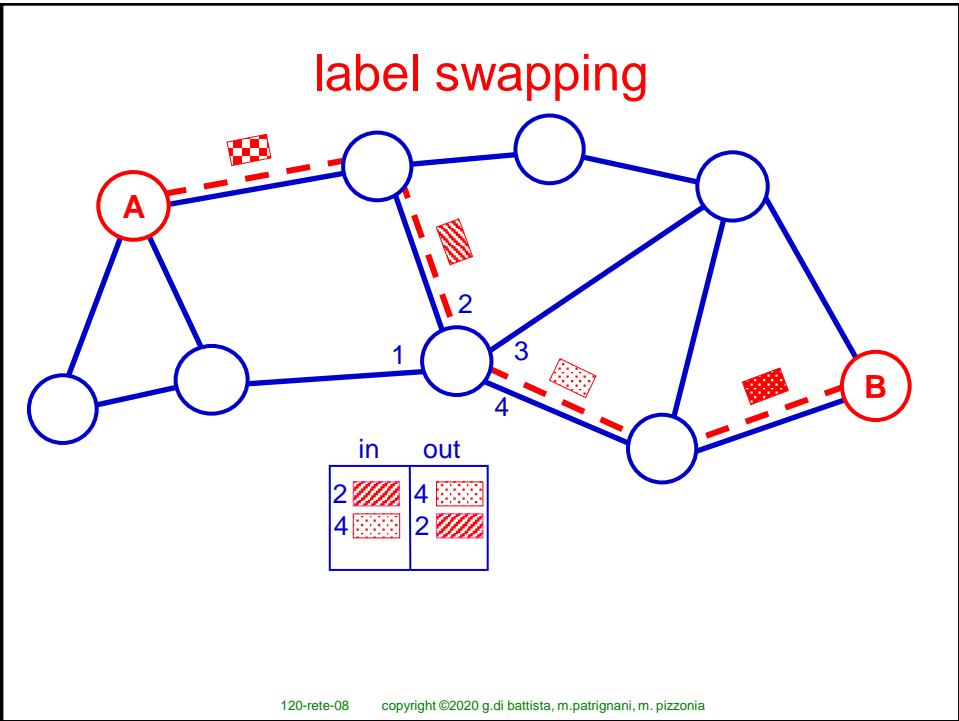 label swapping
A
2
1
3
4
B
in out
2 4
4 2
120-rete-08 copyright ©2020 g.di battista, m.patrignani, m. pizzonia